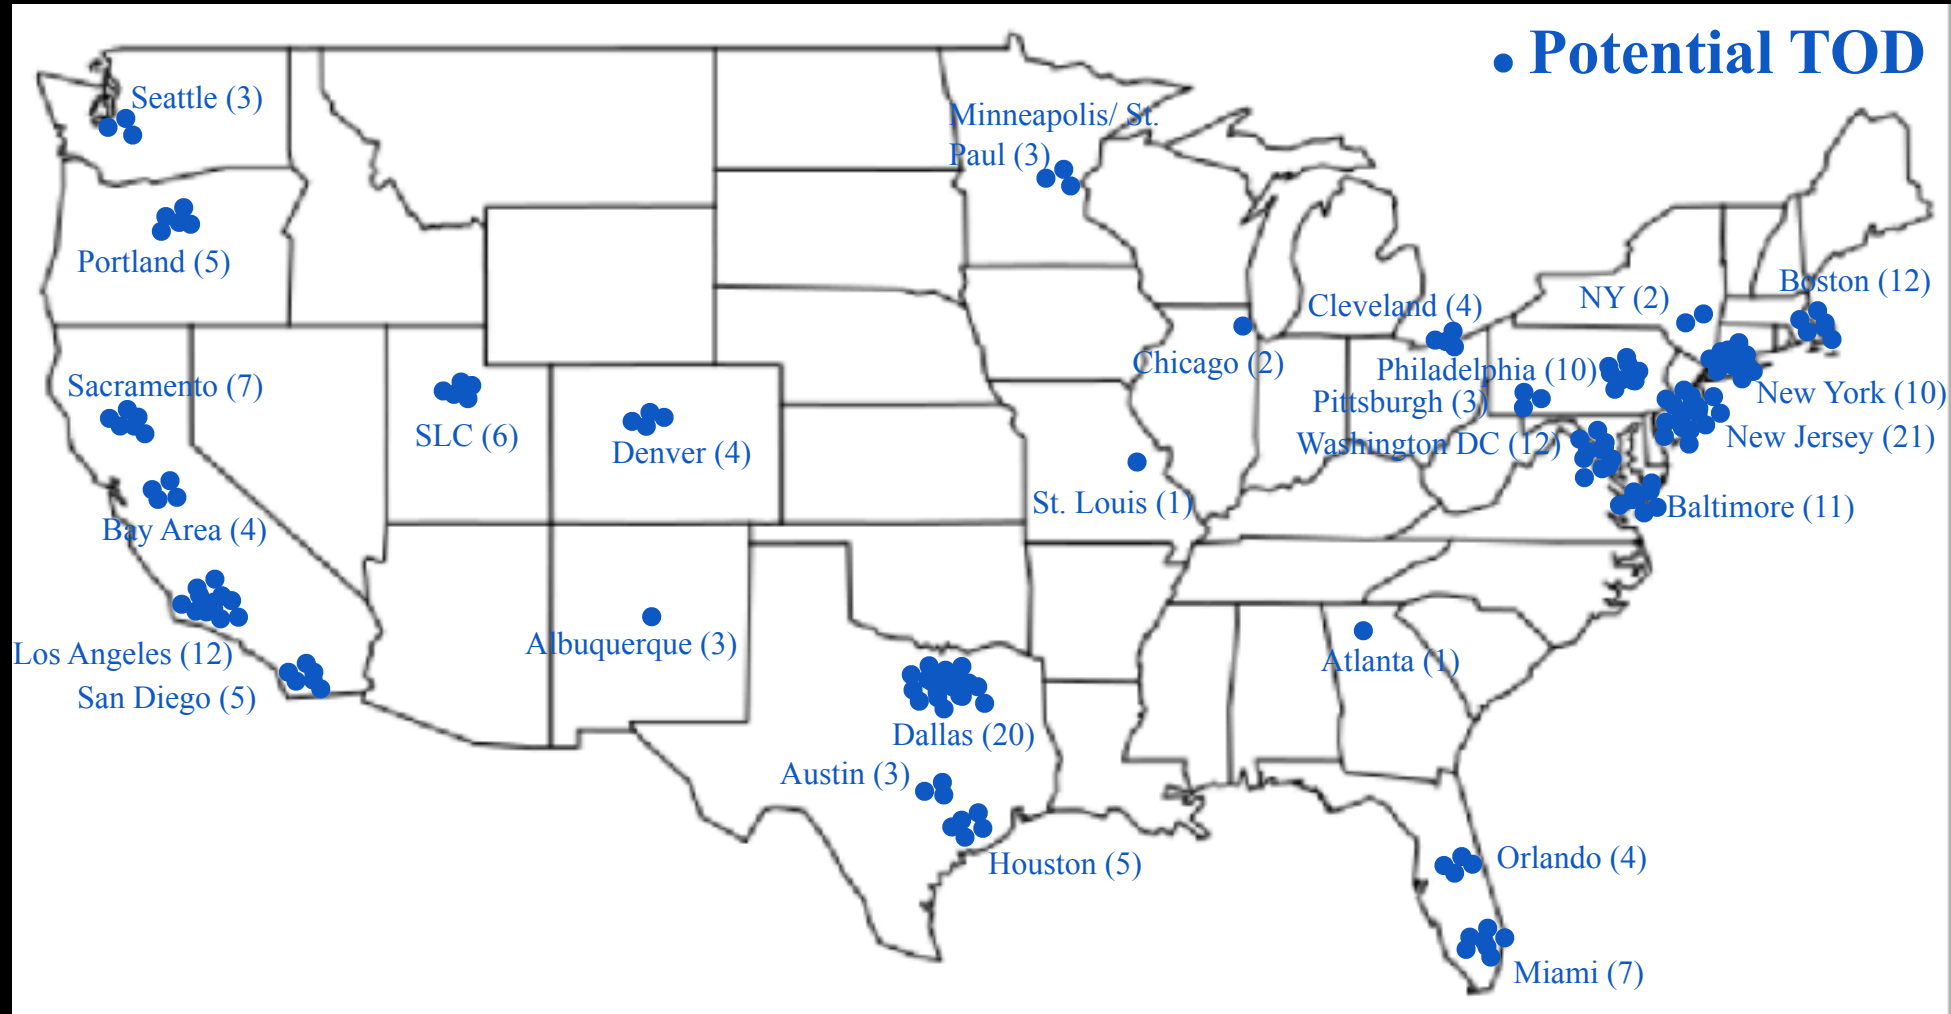 • Potential TOD
Seattle (3)
Minneapolis/ St.
Paul (3)
Portland (5)
Boston (12)
NY (2)
Cleveland (4)
Chicago (2)
Philadelphia (10)
Sacramento (7)
New York (10)
Pittsburgh (3)
SLC (6)
Denver (4)
New Jersey (21)
Washington DC (12)
St. Louis (1)
Baltimore (11)
Bay Area (4)
Albuquerque (3)
Los Angeles (12)
Atlanta (1)
San Diego (5)
Dallas (20)
Austin (3)
Houston (5)
Orlando (4)
Miami (7)